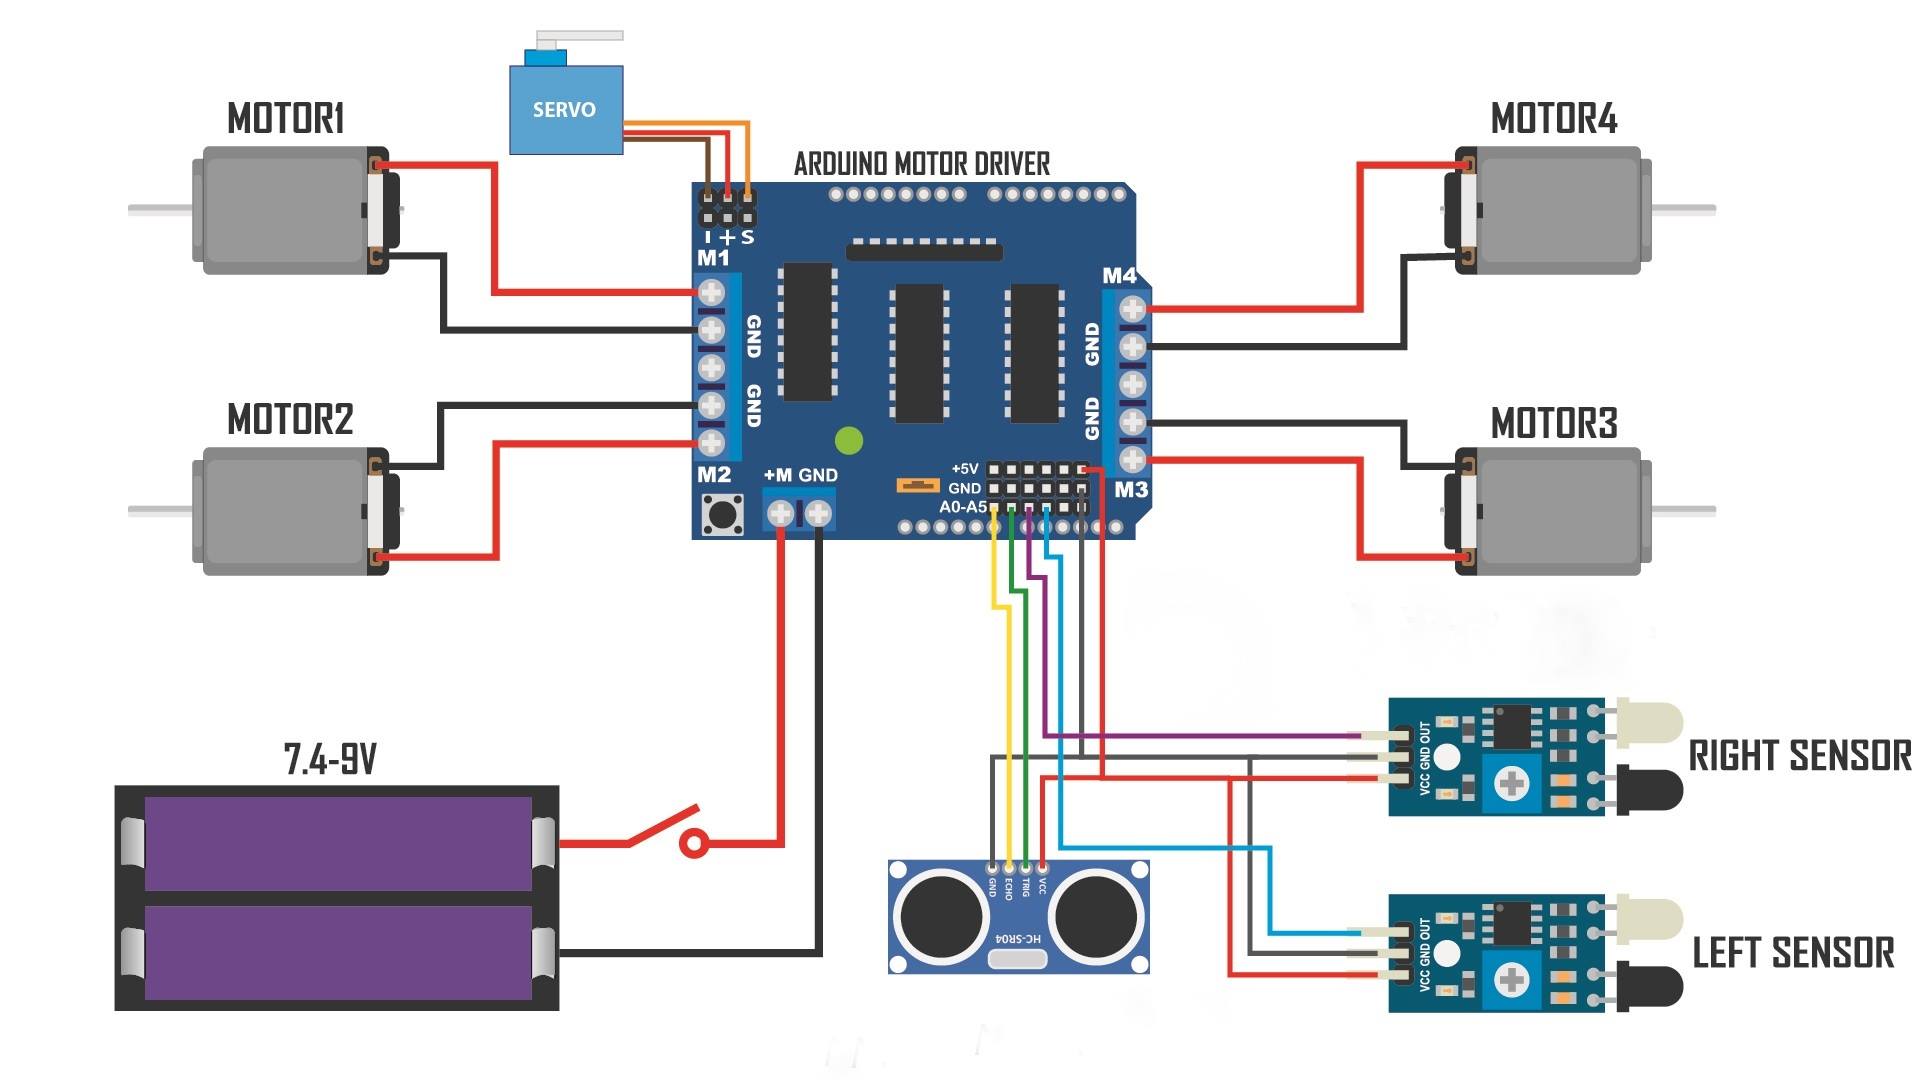 MOTOR1
SERVO
ARDUINO MOTOR DRIVER
MOTOR4
- + S
M1
M4
GND
GND
GND
GND
MOTOR2
MOTOR3
M2
+M GND
+5V
GND
A0-A5
M3
7.4-9V
VCC GND OUT
RIGHT SENSOR
GND
ECHO
TRIG
VCC
HC-SR04
VCC GND OUT
LEFT SENSOR